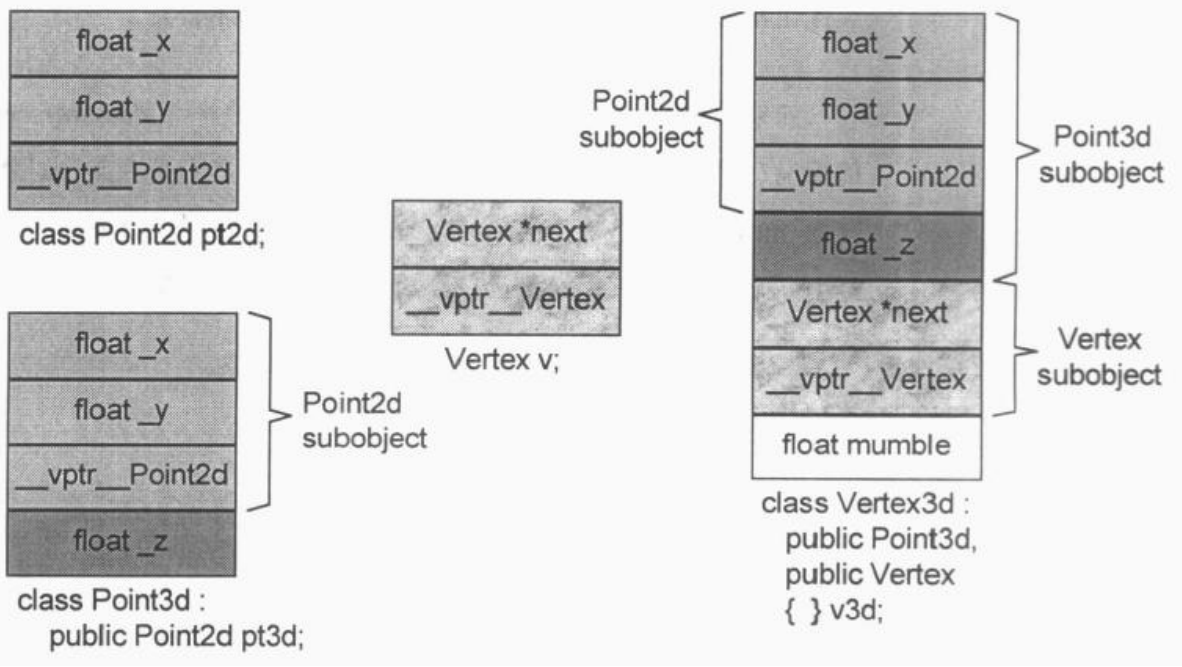 float _x
float _y
__vptr__Point2d
class Point2d pt2d;
float _x
float _y
__vptr__Point2d
float _z
Point2d
subobject
class Point3d :
public Point2d pt3d;
Vertex *next
__vptr__Vertex
Vertex v;
Point2d
subobject
float _x
float _y
__vptr__Point2d
float _z
Vertex *next
__vptr__Vertex
float mumble
Point3d
subobject
Vertex
subobject
class Vertex3d :
public Point3d,
public Vertex
{ } v3d;